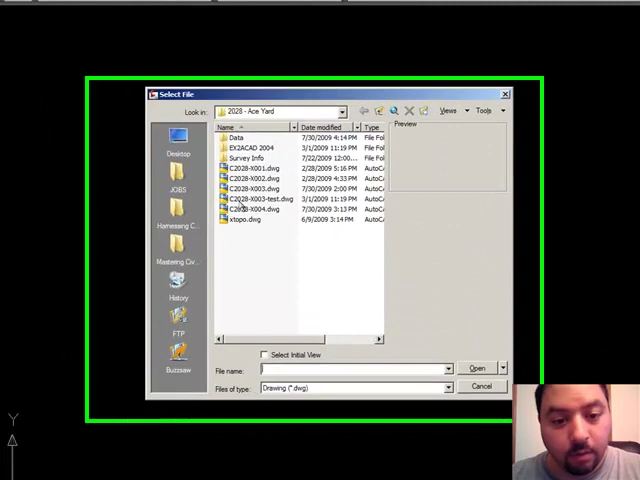 Select File
Look in: 2028 - Ace Yard Views Tools
Name Date modified Type Preview
Data 7/30/2009 4:14 PM File Fol
EX2ACAD 2004 3/1/2009 11:19 PM File Fol
Survey Info 7/22/2009 12:00... File Fol
C2028-X001.dwg 2/28/2009 5:16 PM AutoCA
C2028-X002.dwg 2/28/2009 4:33 PM AutoCA
C2028-X003.dwg 7/30/2009 2:00 PM AutoCA
C2028-X003-test.dwg 3/1/2009 11:19 PM AutoCA
C2028-X004.dwg 7/30/2009 3:13 PM AutoCA
xtopo.dwg 6/9/2009 3:14 PM AutoCA
Desktop
JOBS
Harnessing C...
Mastering Civ...
History
FTP
Buzzsaw
Select Initial View
File name: Open
Files of type: Drawing (*.dwg) Cancel
Y